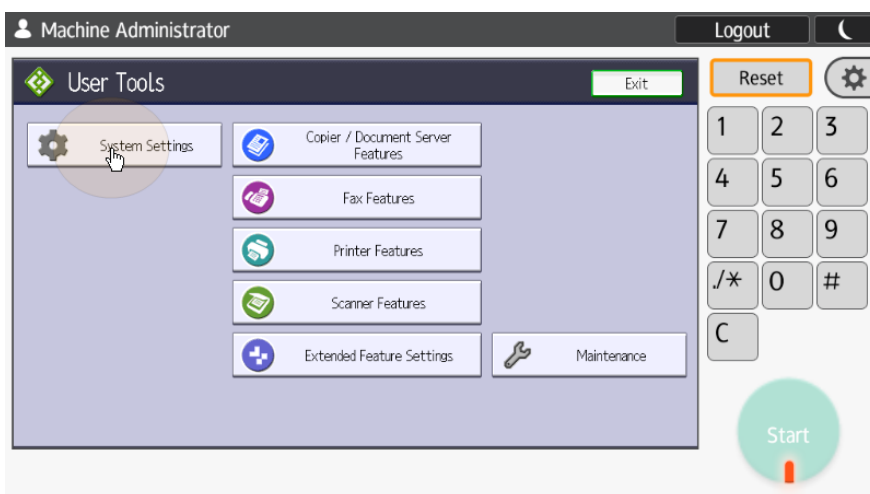 Machine Administrator
Logout
User Tools
Exit
Reset
System Settings
Copier / Document Server
Features
Fax Features
Printer Features
Scanner Features
Extended Feature Settings
Maintenance
1 2 3
4 5 6
7 8 9
./* 0 #
C
Start